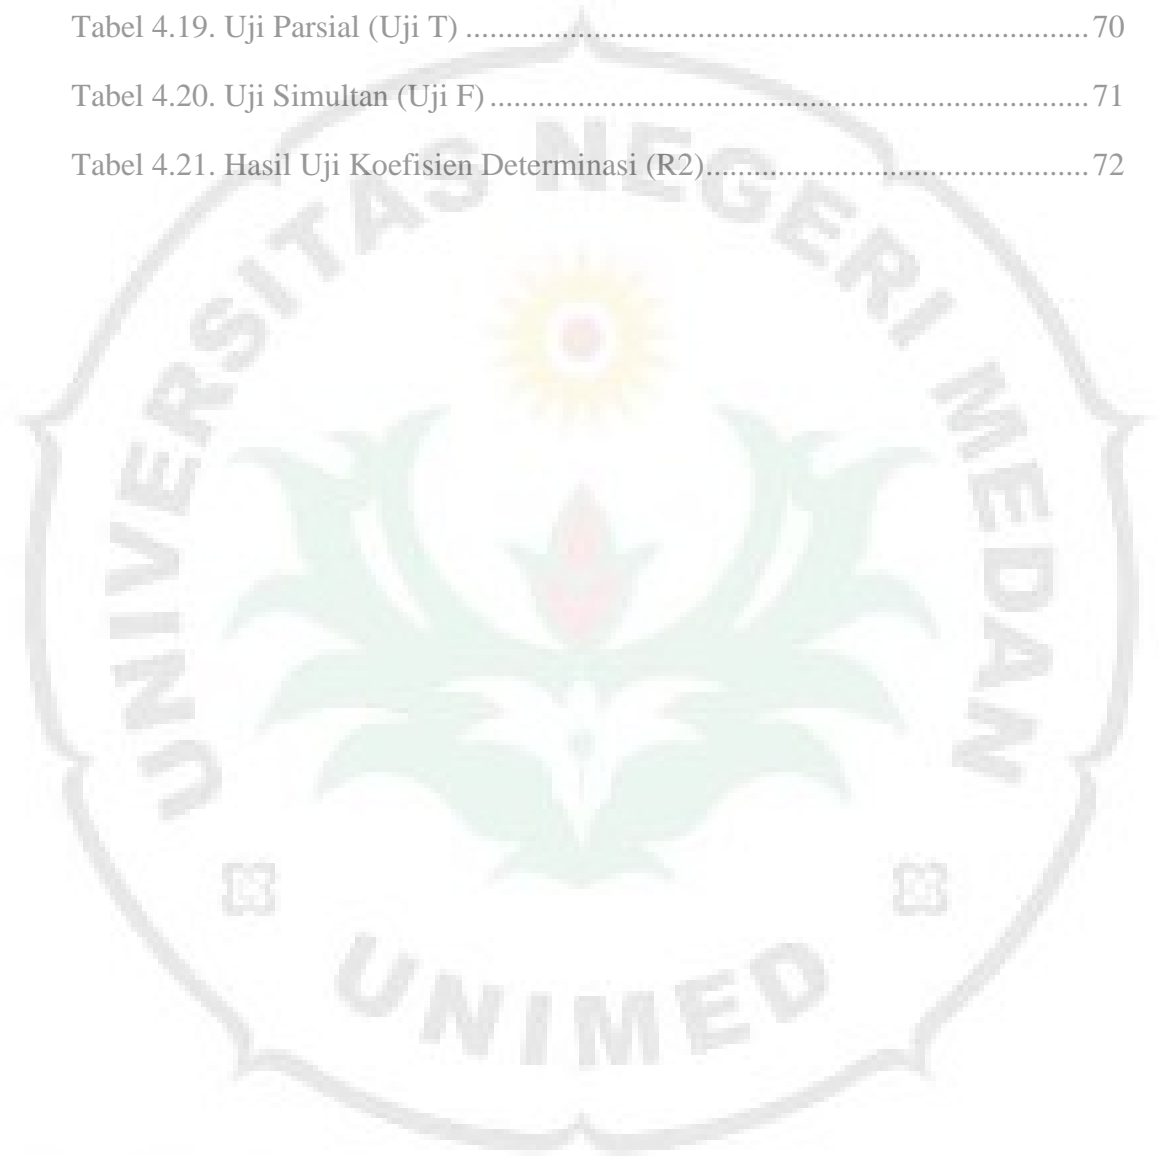 Tabel 4.19. Uji Parsial (Uji T) ........................................................................... 70
Tabel 4.20. Uji Simultan (Uji F) ........................................................................ 71
Tabel 4.21. Hasil Uji Koefisien Determinasi (R2).............................................. 72
UNIVERSITAS NEGERI MEDAN
UNIMED